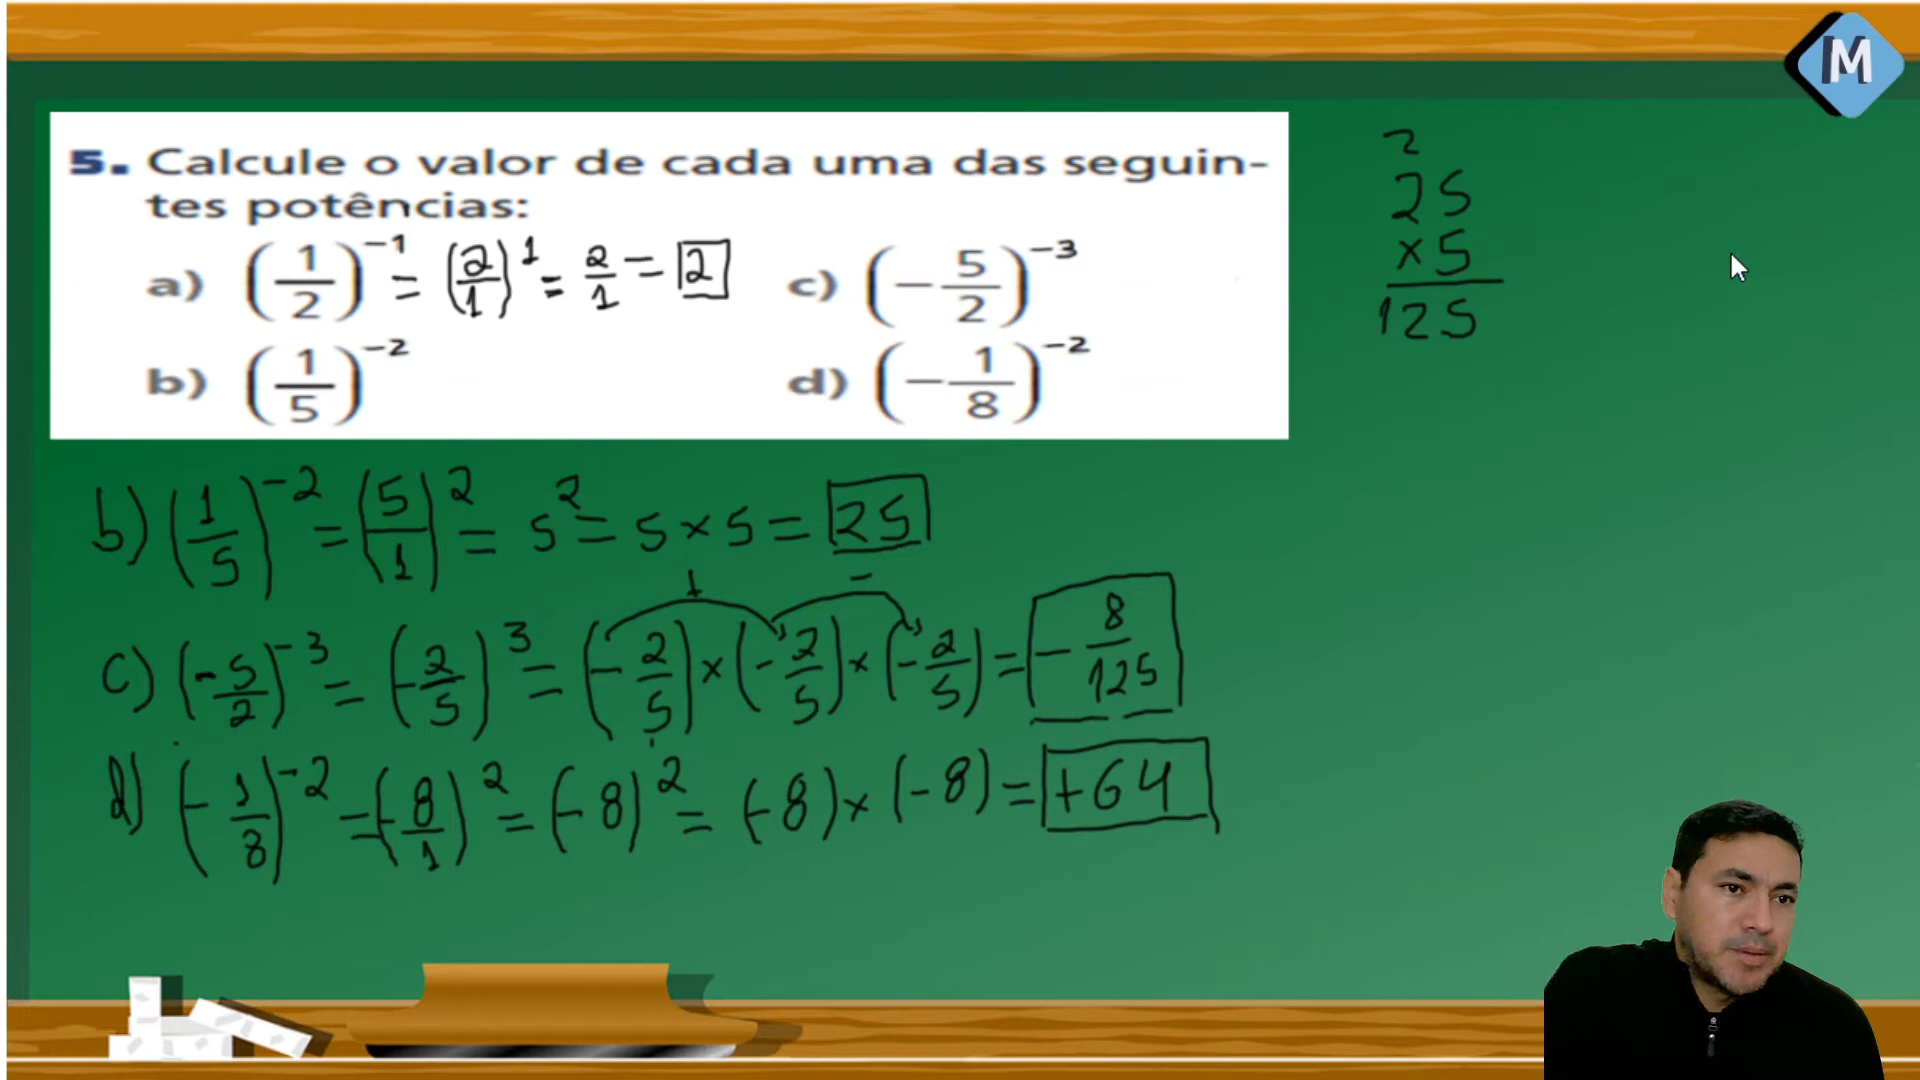 M
5. Calcule o valor de cada uma das seguin-
tes potências:
a) (1/2)⁻¹ = (2/1)¹ = 2/1 = 2
b) (1/5)⁻²
c) (-5/2)⁻³
d) (-1/8)⁻²
2
25
×5
125
b) (1/5)⁻² = (5/1)² = 5² = 5 × 5 = 25
+ -
c) (-5/2)⁻³ = (-2/5)³ = (-2/5) × (-2/5) × (-2/5) = -8/125
d) (-1/8)⁻² = (-8/1)² = (-8)² = (-8) × (-8) = +64